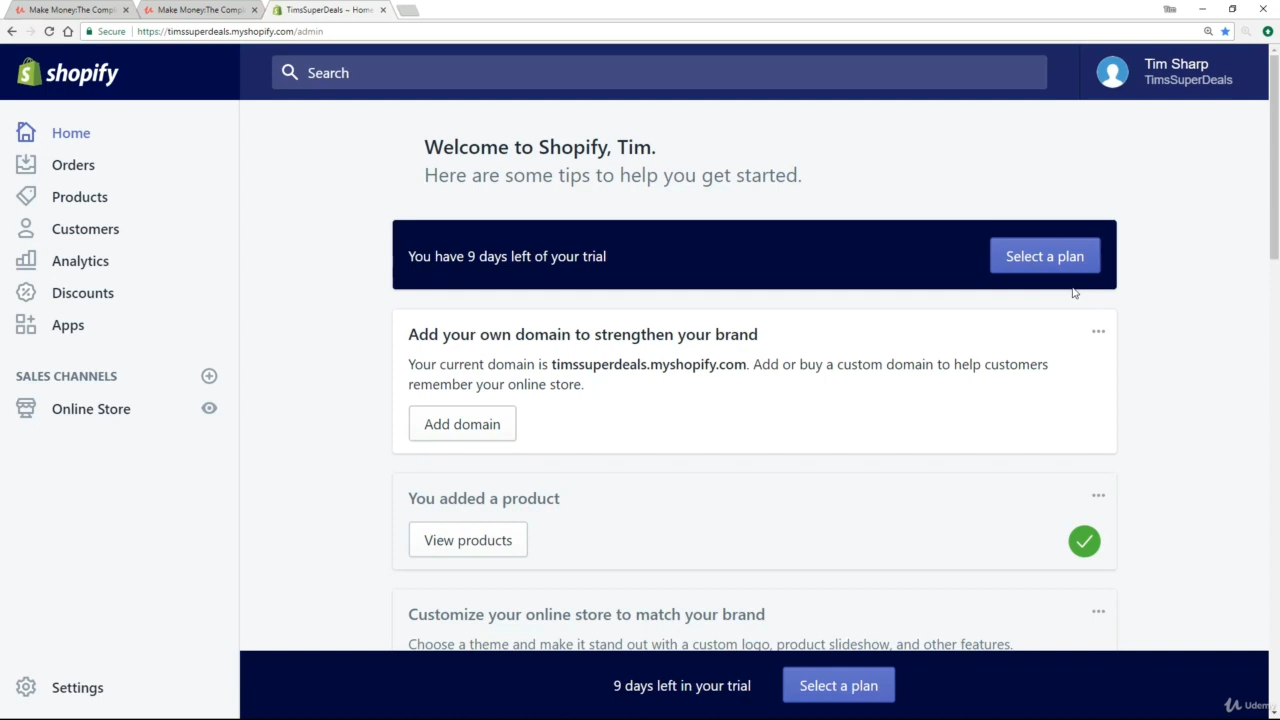 Make Money:The Compl
Make Money:The Compl
TimsSuperDeals ~ Home
Tim
Secure
https://timssuperdeals.myshopify.com/admin
shopify
Search
Tim Sharp
TimsSuperDeals
Home
Orders
Products
Customers
Analytics
Discounts
Apps
SALES CHANNELS
Online Store
Settings
Welcome to Shopify, Tim.
Here are some tips to help you get started.
You have 9 days left of your trial
Select a plan
Add your own domain to strengthen your brand
Your current domain is timssuperdeals.myshopify.com. Add or buy a custom domain to help customers
remember your online store.
Add domain
You added a product
View products
Customize your online store to match your brand
Choose a theme and make it stand out with a custom logo, product slideshow, and other features.
9 days left in your trial
Select a plan
Udemy